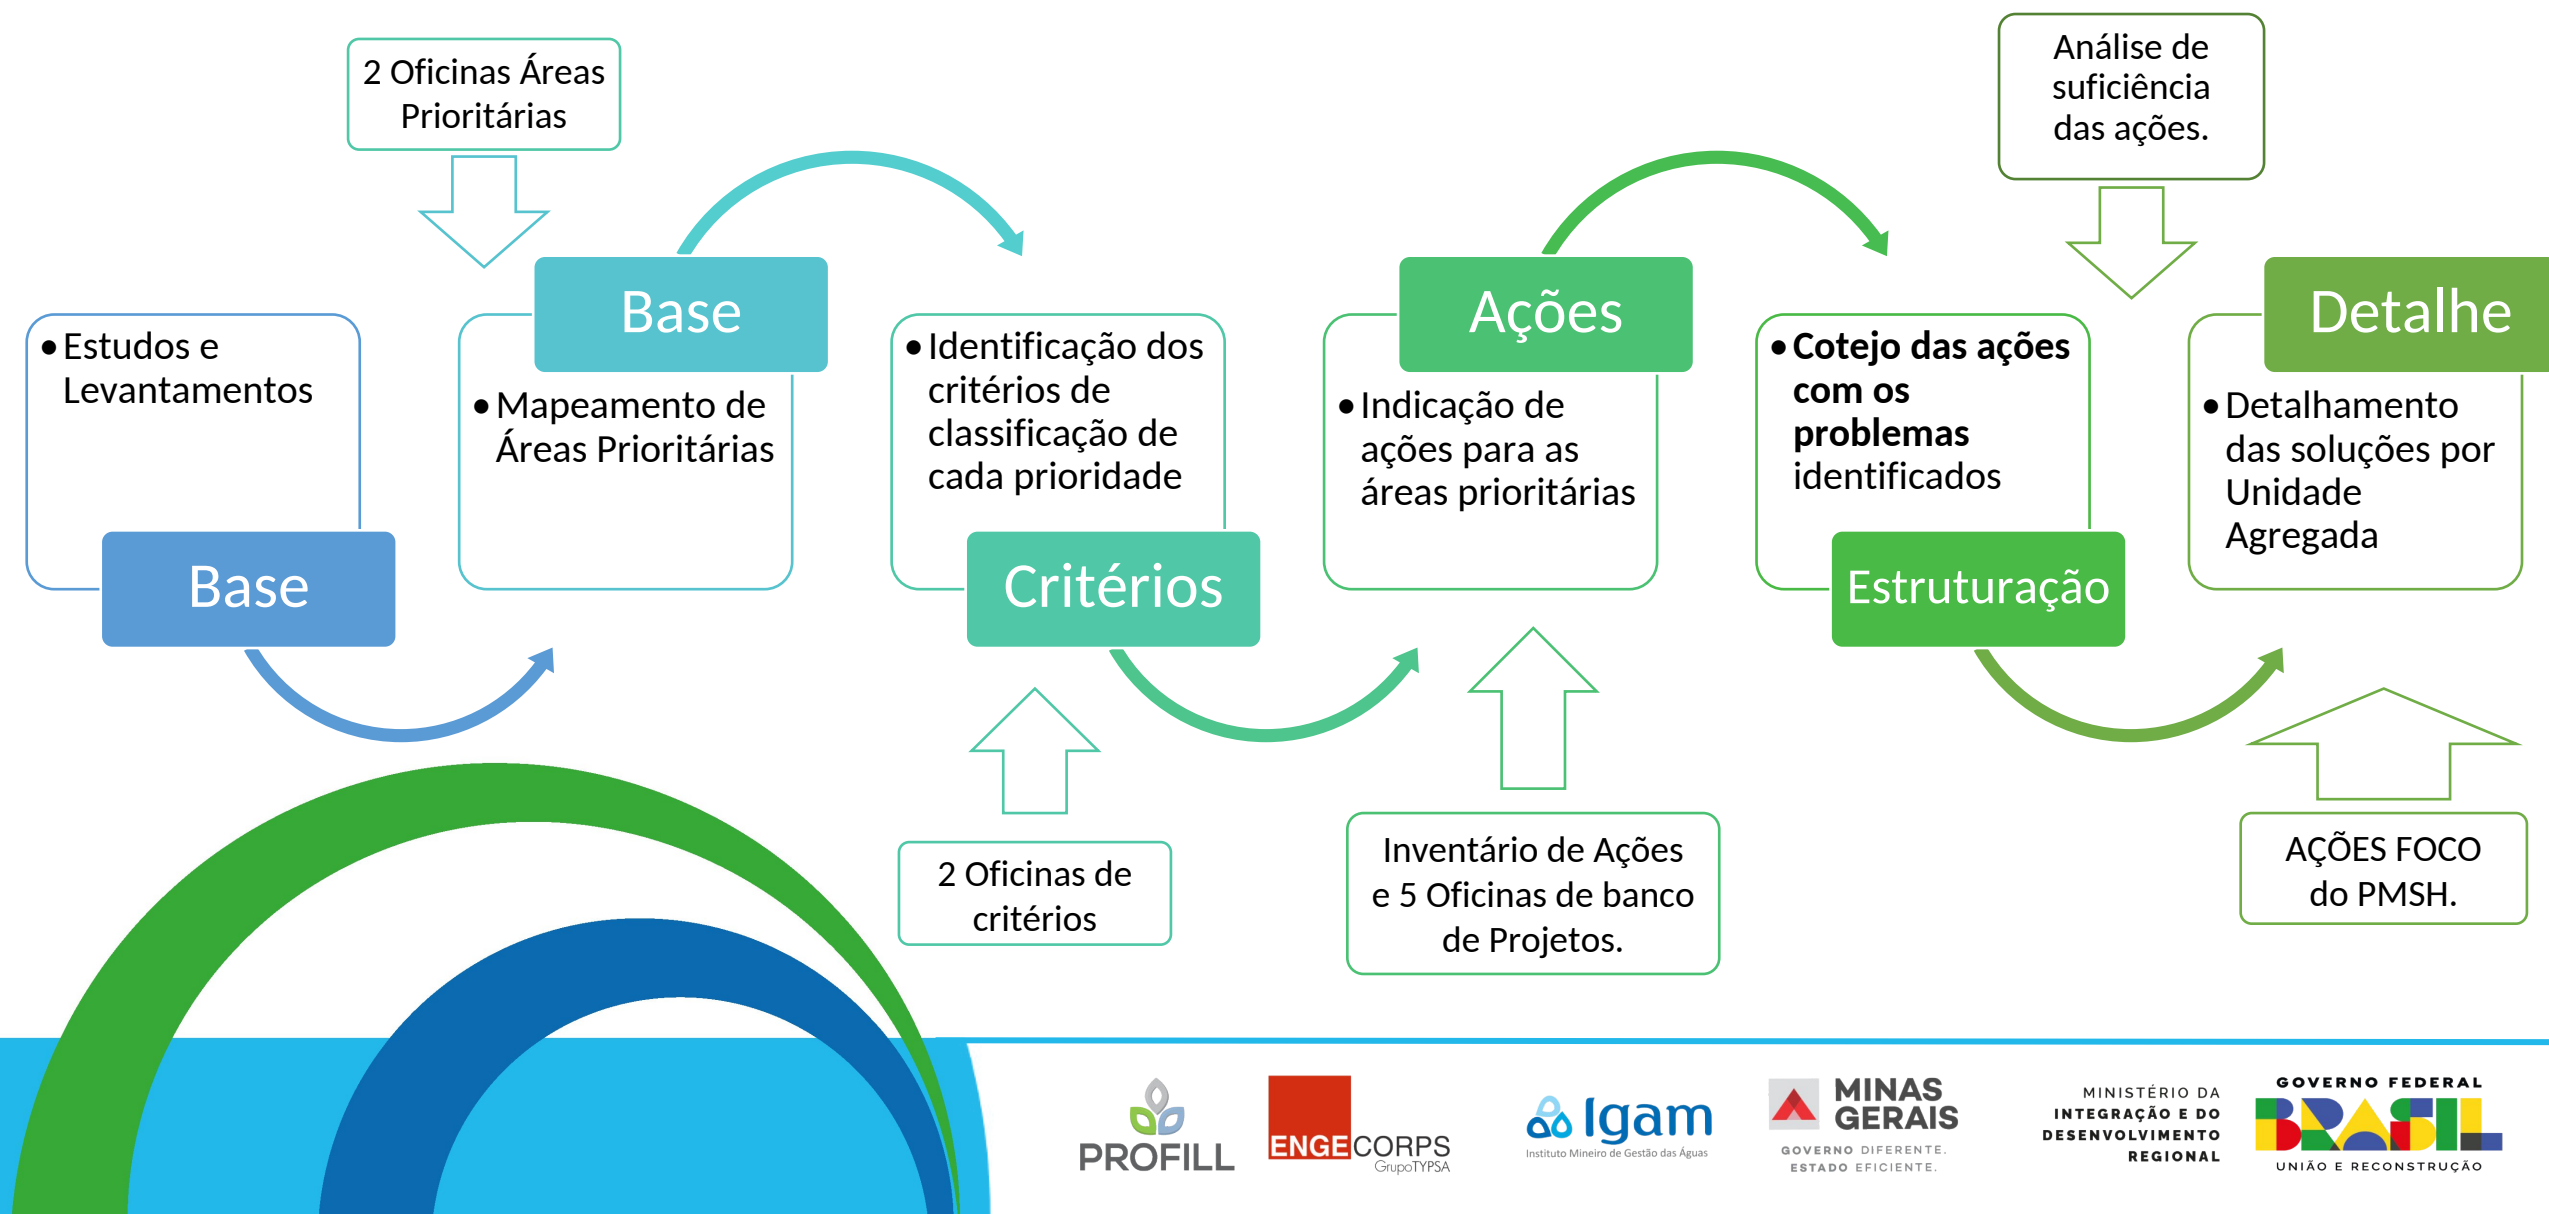 2 Oficinas Áreas
Prioritárias
Análise de
suficiência
das ações.
•Estudos e
Levantamentos
Base
Base
•Mapeamento de
Áreas Prioritárias
•Identificação dos
critérios de
classificação de
cada prioridade
Critérios
Ações
•Indicação de
ações para as
áreas prioritárias
•Cotejo das ações
com os
problemas
identificados
Estruturação
Detalhe
•Detalhamento
das soluções por
Unidade
Agregada
2 Oficinas de
critérios
Inventário de Ações
e 5 Oficinas de banco
de Projetos.
AÇÕES FOCO
do PMSH.
PROFILL
ENGECORPS
GrupoTYPSA
Igam
Instituto Mineiro de Gestão das Águas
MINAS
GERAIS
GOVERNO DIFERENTE.
ESTADO EFICIENTE.
MINISTÉRIO DA
INTEGRAÇÃO E DO
DESENVOLVIMENTO
REGIONAL
GOVERNO FEDERAL
BRASIL
UNIÃO E RECONSTRUÇÃO